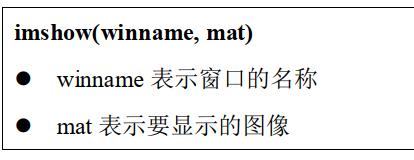 imshow(winname, mat)
● winname 表示窗口的名称
● mat 表示要显示的图像